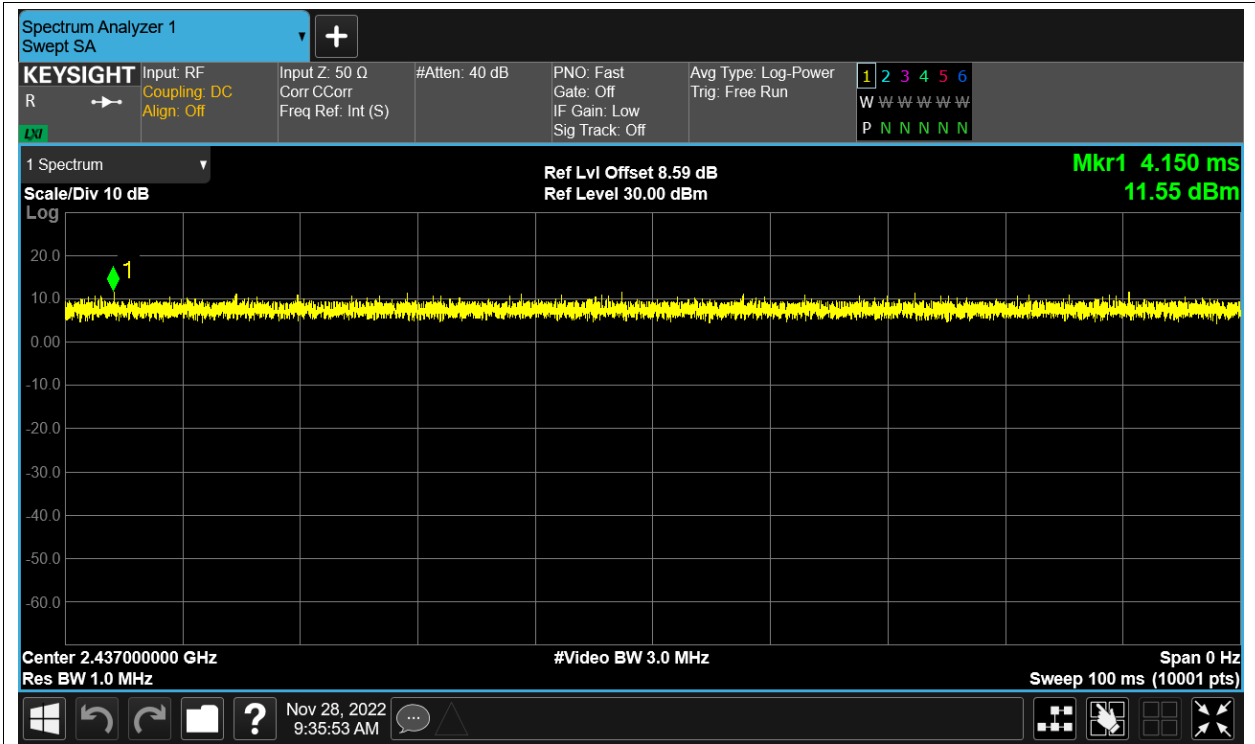 Spectrum Analyzer 1
Swept SA
KEYSIGHT
R
LXI
Input: RF
Coupling: DC
Align: Off
Input Z: 50 Ω
Corr CCorr
Freq Ref: Int (S)
#Atten: 40 dB
PNO: Fast
Gate: Off
IF Gain: Low
Sig Track: Off
Avg Type: Log-Power
Trig: Free Run
1 2 3 4 5 6
W W W W W W
P N N N N N
1 Spectrum
Scale/Div 10 dB
Log
Ref Lvl Offset 8.59 dB
Ref Level 30.00 dBm
Mkr1 4.150 ms
11.55 dBm
20.0
1
10.0
0.00
-10.0
-20.0
-30.0
-40.0
-50.0
-60.0
Center 2.437000000 GHz
Res BW 1.0 MHz
#Video BW 3.0 MHz
Span 0 Hz
Sweep 100 ms (10001 pts)
?
Nov 28, 2022
9:35:53 AM